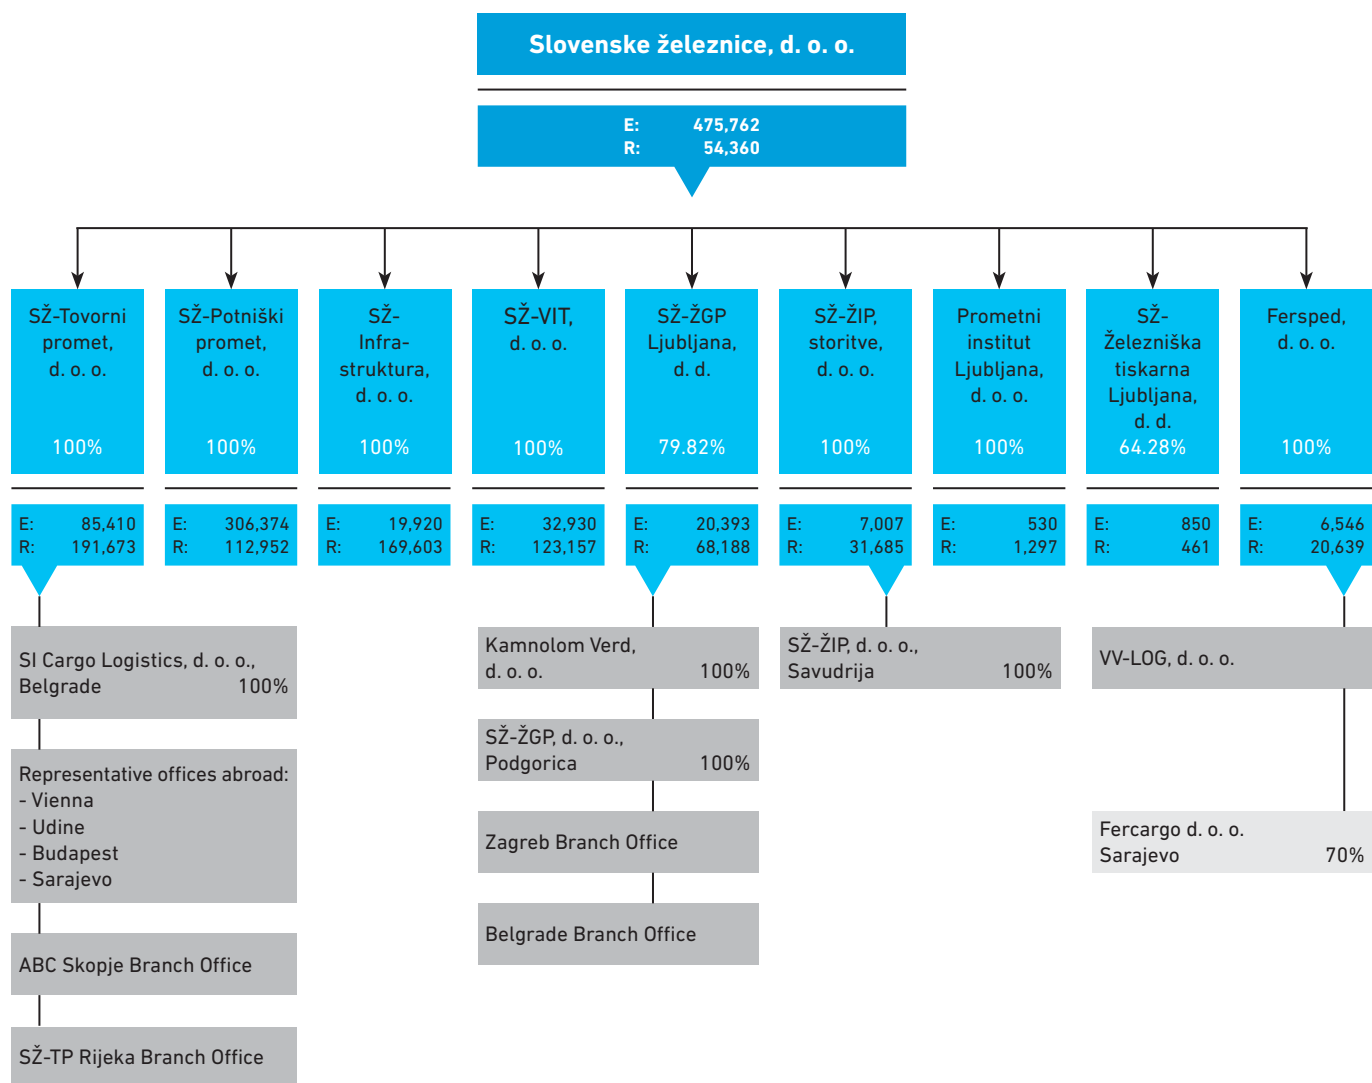 Slovenske železnice, d. o. o.
E: 475,762
R: 54,360
SŽ-Tovorni
promet,
d. o. o.
100%
E: 85,410
R: 191,673
SŽ-Potniški
promet,
d. o. o.
100%
E: 306,374
R: 112,952
SŽ-
Infra-
struktura,
d. o. o.
100%
E: 19,920
R: 169,603
SŽ-VIT,
d. o. o.
100%
E: 32,930
R: 123,157
SŽ-ŽGP
Ljubljana,
d. d.
79.82%
E: 20,393
R: 68,188
SŽ-ŽIP,
storitve,
d. o. o.
100%
E: 7,007
R: 31,685
Prometni
institut
Ljubljana,
d. o. o.
100%
E: 530
R: 1,297
SŽ-
Železniška
tiskarna
Ljubljana,
d. d.
64.28%
E: 850
R: 461
Fersped,
d. o. o.
100%
E: 6,546
R: 20,639
SI Cargo Logistics, d. o. o.,
Belgrade 100%
Representative offices abroad:
- Vienna
- Udine
- Budapest
- Sarajevo
ABC Skopje Branch Office
SŽ-TP Rijeka Branch Office
Kamnolom Verd,
d. o. o. 100%
SŽ-ŽGP, d. o. o.,
Podgorica 100%
Zagreb Branch Office
Belgrade Branch Office
SŽ-ŽIP, d. o. o.,
Savudrija 100%
VV-LOG, d. o. o.
Fercargo d. o. o.
Sarajevo 70%